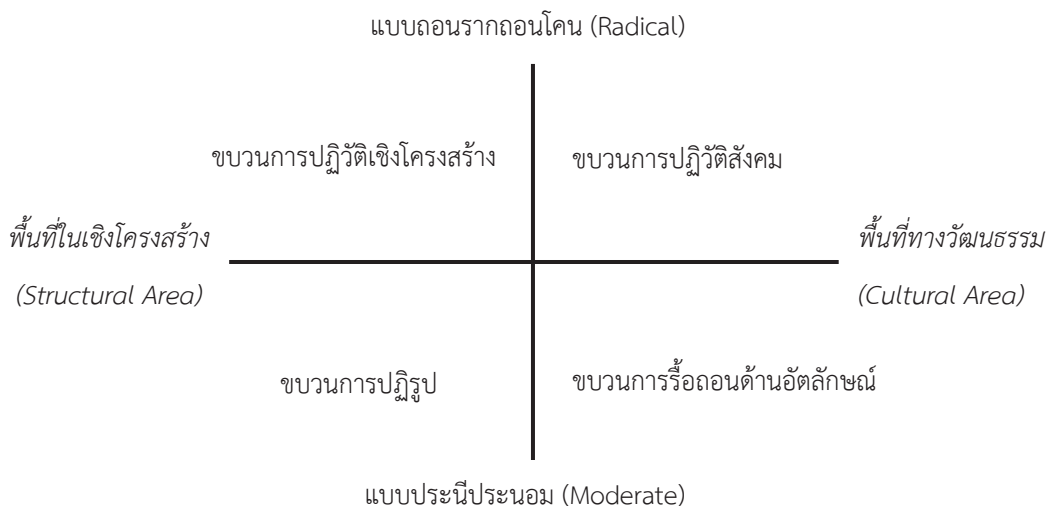 แบบถอนรากถอนโคน (Radical)
ขบวนการปฏิวัติเชิงโครงสร้าง
ขบวนการปฏิวัติสังคม
พื้นที่ในเชิงโครงสร้าง
(Structural Area)
พื้นที่ทางวัฒนธรรม
(Cultural Area)
ขบวนการปฏิรูป
ขบวนการรื้อถอนด้านอัตลักษณ์
แบบประนีประนอม (Moderate)